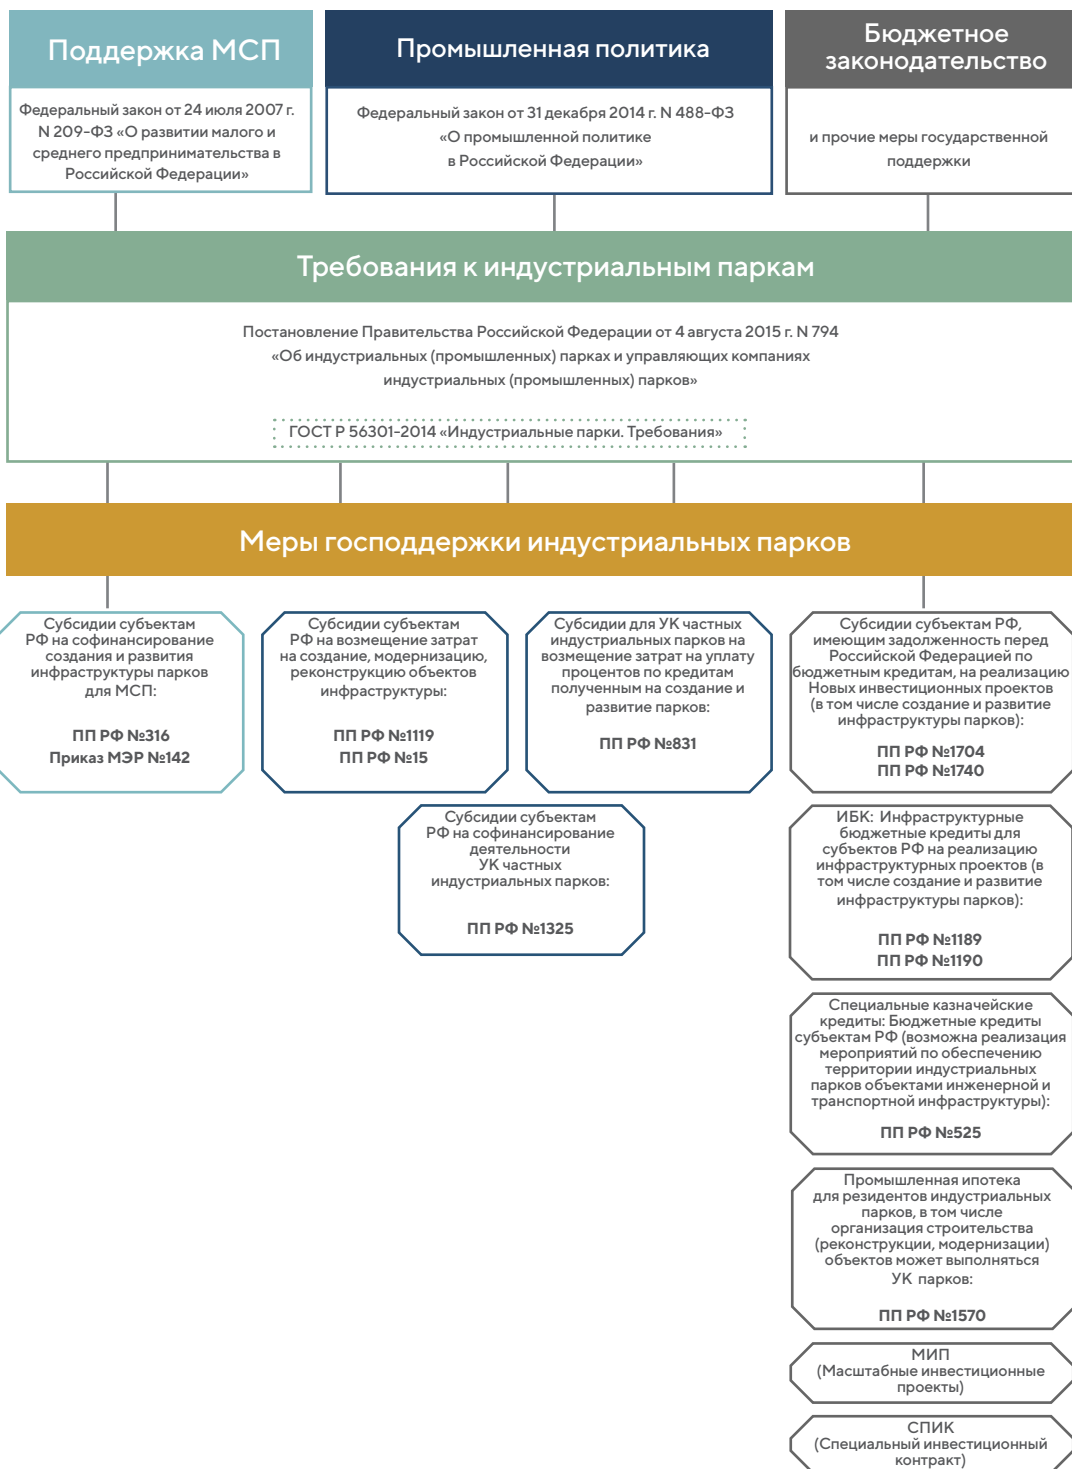 Поддержка МСП
Федеральный закон от 24 июля 2007 г.
N 209-ФЗ «О развитии малого и
среднего предпринимательства в
Российской Федерации»
Промышленная политика
Федеральный закон от 31 декабря 2014 г. N 488-ФЗ
«О промышленной политике
в Российской Федерации»
Бюджетное
законодательство
и прочие меры государственной
поддержки
Требования к индустриальным паркам
Постановление Правительства Российской Федерации от 4 августа 2015 г. N 794
«Об индустриальных (промышленных) парках и управляющих компаниях
индустриальных (промышленных) парков»
ГОСТ Р 56301-2014 «Индустриальные парки. Требования»
Меры господдержки индустриальных парков
Субсидии субъектам
РФ на софинансирование
создания и развития
инфраструктуры парков
для МСП:
ПП РФ №316
Приказ МЭР №142
Субсидии субъектам
РФ на возмещение затрат
на создание, модернизацию,
реконструкцию объектов
инфраструктуры:
ПП РФ №1119
ПП РФ №15
Субсидии для УК частных
индустриальных парков на
возмещение затрат на уплату
процентов по кредитам
полученным на создание и
развитие парков:
ПП РФ №831
Субсидии субъектам РФ,
имеющим задолженность перед
Российской Федерацией по
бюджетным кредитам, на реализацию
Новых инвестиционных проектов
(в том числе создание и развитие
инфраструктуры парков):
ПП РФ №1704
ПП РФ №1740
Субсидии субъектам
РФ на софинансирование
деятельности
УК частных
индустриальных парков:
ПП РФ №1325
ИБК: Инфраструктурные
бюджетные кредиты для
субъектов РФ на реализацию
инфраструктурных проектов (в
том числе создание и развитие
инфраструктуры парков):
ПП РФ №1189
ПП РФ №1190
Специальные казначейские
кредиты: Бюджетные кредиты
субъектам РФ (возможна реализация
мероприятий по обеспечению
территории индустриальных
парков объектами инженерной и
транспортной инфраструктуры):
ПП РФ №525
Промышленная ипотека
для резидентов индустриальных
парков, в том числе
организация строительства
(реконструкции, модернизации)
объектов может выполняться
УК парков:
ПП РФ №1570
МИП
(Масштабные инвестиционные
проекты)
СПИК
(Специальный инвестиционный
контракт)